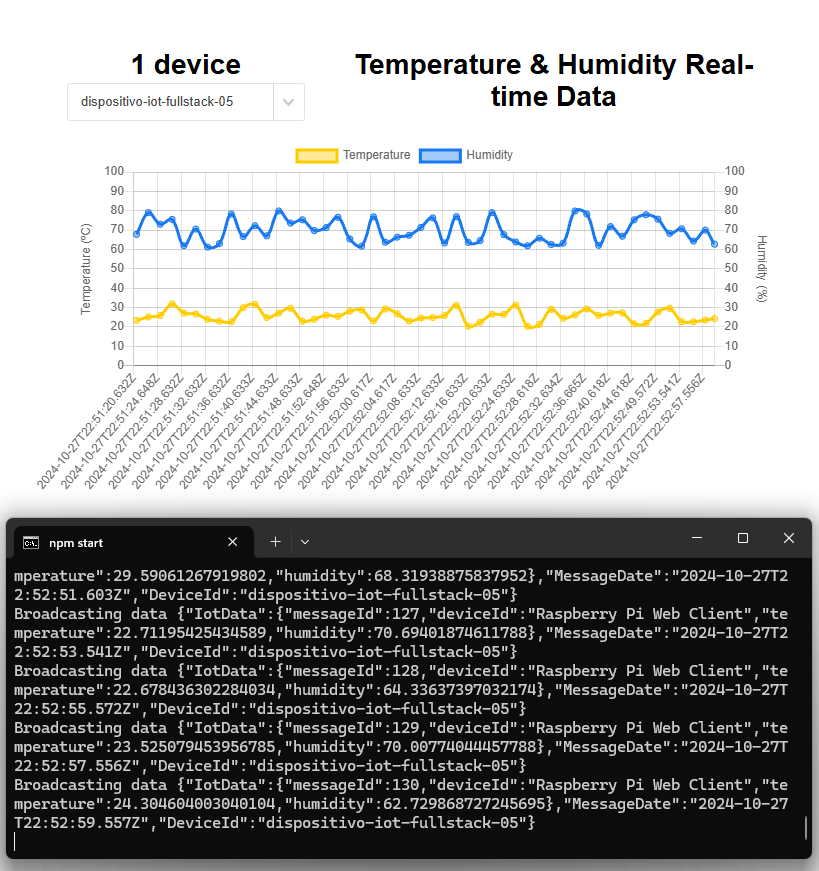 1 device
dispositivo-iot-fullstack-05
Temperature & Humidity Real-
time Data
Temperature
Humidity
100
90
80
70
60
50
40
30
20
10
0
Temperature (ºC)
100
90
80
70
60
50
40
30
20
10
0
Humidity (%)
2024-10-27T22:51:20.632Z
2024-10-27T22:51:24.648Z
2024-10-27T22:51:28.632Z
2024-10-27T22:51:32.632Z
2024-10-27T22:51:36.632Z
2024-10-27T22:51:40.633Z
2024-10-27T22:51:44.633Z
2024-10-27T22:51:48.633Z
2024-10-27T22:51:52.648Z
2024-10-27T22:51:56.633Z
2024-10-27T22:52:00.617Z
2024-10-27T22:52:04.617Z
2024-10-27T22:52:08.633Z
2024-10-27T22:52:12.633Z
2024-10-27T22:52:16.633Z
2024-10-27T22:52:20.632Z
2024-10-27T22:52:24.633Z
2024-10-27T22:52:28.618Z
2024-10-27T22:52:32.634Z
2024-10-27T22:52:36.665Z
2024-10-27T22:52:40.618Z
2024-10-27T22:52:44.618Z
2024-10-27T22:52:49.572Z
2024-10-27T22:52:53.541Z
2024-10-27T22:52:57.556Z
npm start
mperature":29.59061267919802,"humidity":68.31938875837952},"MessageDate":"2024-10-27T2
2:52:51.603Z","DeviceId":"dispositivo-iot-fullstack-05"}
Broadcasting data {"IotData":{"messageId":127,"deviceId":"Raspberry Pi Web Client","te
mperature":22.71195425434589,"humidity":70.69401874611788},"MessageDate":"2024-10-27T2
2:52:53.541Z","DeviceId":"dispositivo-iot-fullstack-05"}
Broadcasting data {"IotData":{"messageId":128,"deviceId":"Raspberry Pi Web Client","te
mperature":22.678436302284034,"humidity":64.33637397032174},"MessageDate":"2024-10-27T
22:52:55.572Z","DeviceId":"dispositivo-iot-fullstack-05"}
Broadcasting data {"IotData":{"messageId":129,"deviceId":"Raspberry Pi Web Client","te
mperature":23.525079453956785,"humidity":70.00774044457788},"MessageDate":"2024-10-27T
22:52:57.556Z","DeviceId":"dispositivo-iot-fullstack-05"}
Broadcasting data {"IotData":{"messageId":130,"deviceId":"Raspberry Pi Web Client","te
mperature":24.304604003040104,"humidity":62.729868727245695},"MessageDate":"2024-10-27
T22:52:59.557Z","DeviceId":"dispositivo-iot-fullstack-05"}